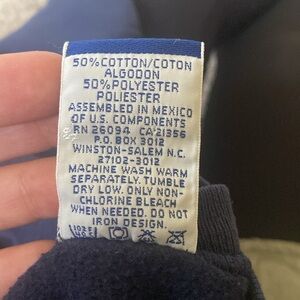 50% COTTON/COTON
ALGODON
50% POLYESTER
POLIESTER
ASSEMBLED IN MEXICO
OF U.S. COMPONENTS
RN 26094 CA 21356
P.O. BOX 3012
WINSTON-SALEM N.C.
27102-3012
MACHINE WASH WARM
SEPARATELY. TUMBLE
DRY LOW. ONLY NON-
CHLORINE BLEACH
WHEN NEEDED. DO NOT
IRON DESIGN.